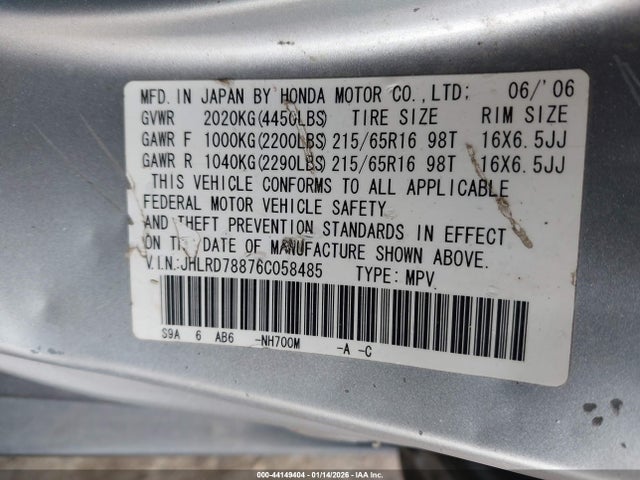 MFD. IN JAPAN BY HONDA MOTOR CO., LTD: 06/'06
GVWR 2020KG(4450LBS) TIRE SIZE RIM SIZE
GAWR F 1000KG(2200LBS) 215/65R16 98T 16X6.5JJ
GAWR R 1040KG(2290LBS) 215/65R16 98T 16X6.5JJ
THIS VEHICLE CONFORMS TO ALL APPLICABLE
FEDERAL MOTOR VEHICLE SAFETY
AND THEFT PREVENTION STANDARDS IN EFFECT
ON THE DATE OF MANUFACTURE SHOWN ABOVE.
V.I.N.: JHLRD78876C058485 TYPE: MPV
S9A 6 AB6 -NH700M -A -C
000-44149404 | 01/14/2026 | IAA Inc.